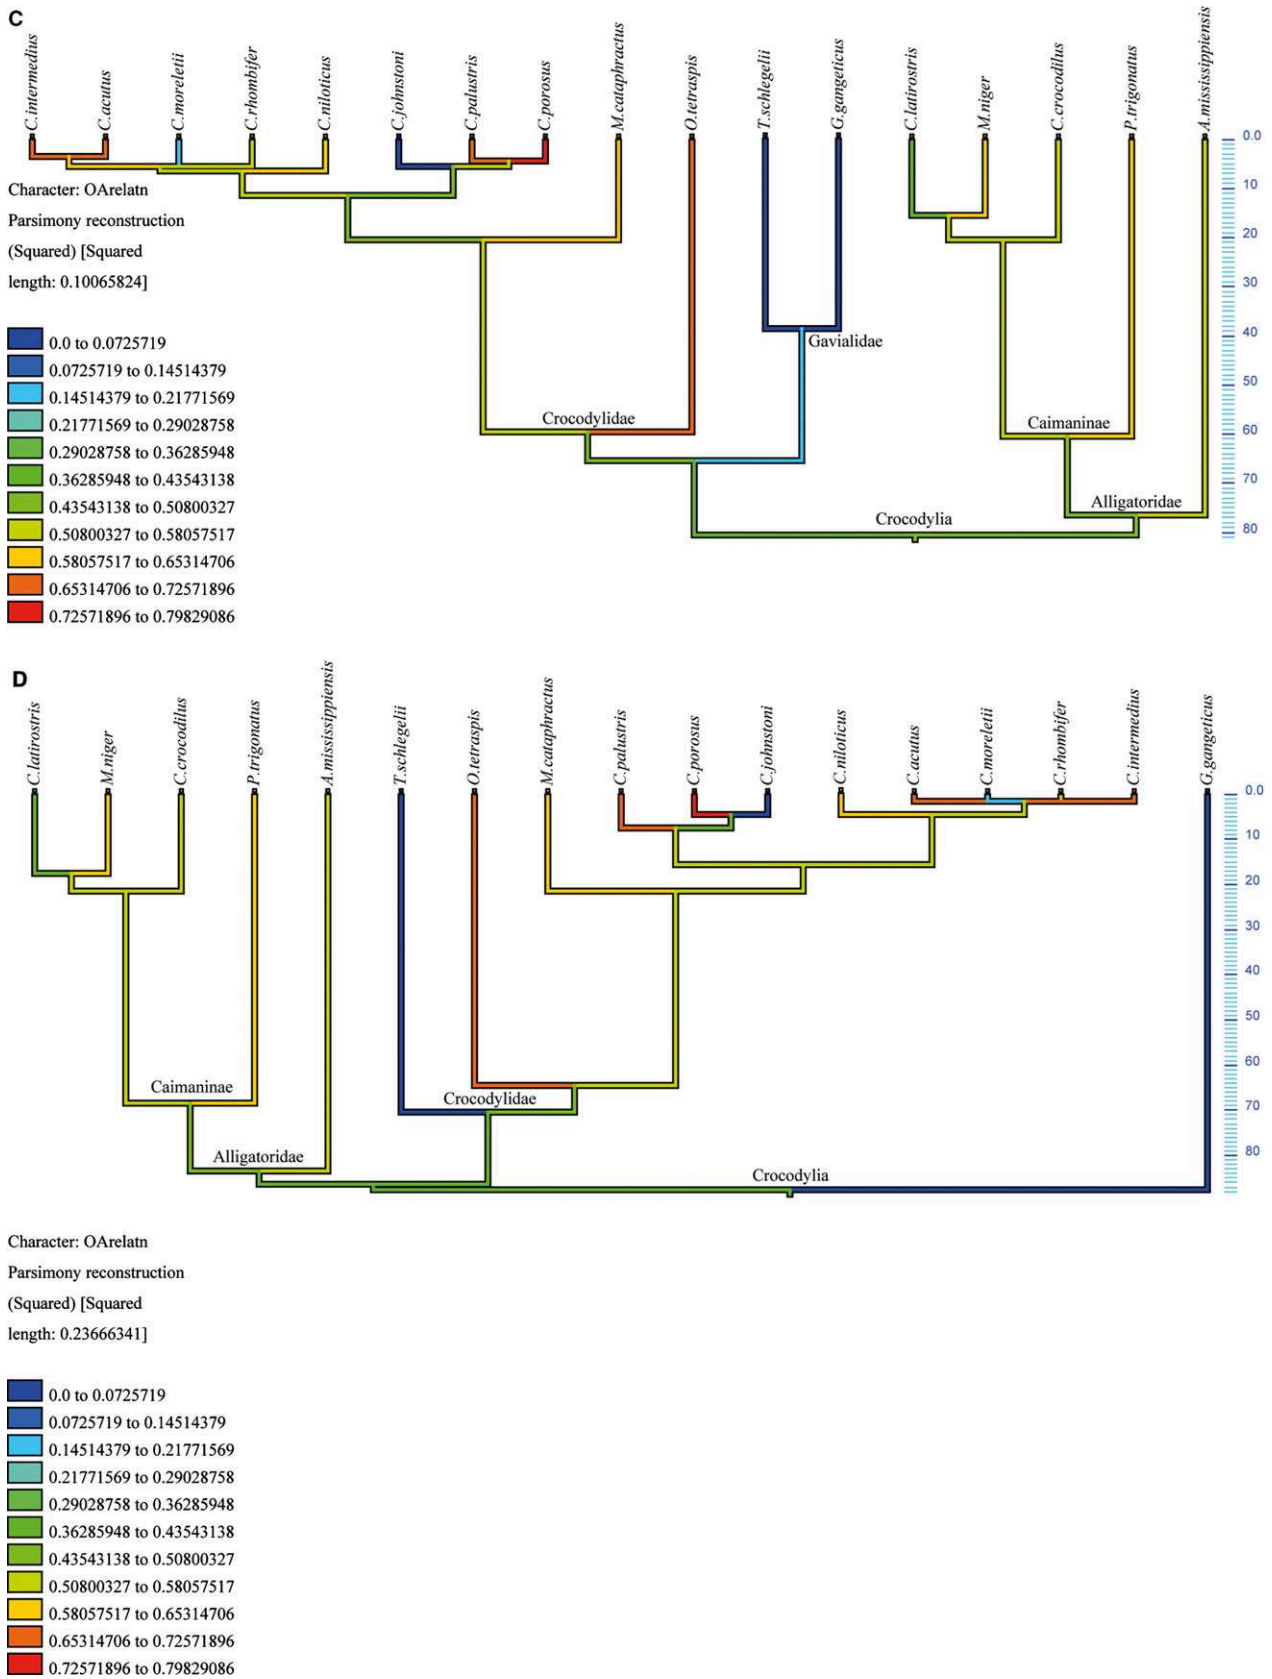 C
C.intermedius
C.acutus
C.moreletii
C.rhombifer
C.niloticus
C.johnstoni
C.palustris
C.porosus
M.cataphractus
O.tetraspis
T.schlegelii
G.gangeticus
C.latirostris
M.niger
C.crocodilus
P.trigonatus
A.mississippiensis
0.0
10
20
30
40
50
60
70
80
Character: OArelatn
Parsimony reconstruction
(Squared) [Squared
length: 0.10065824]
Gavialidae
Crocodylidae
Caimaninae
Alligatoridae
Crocodylia
0.0 to 0.0725719
0.0725719 to 0.14514379
0.14514379 to 0.21771569
0.21771569 to 0.29028758
0.29028758 to 0.36285948
0.36285948 to 0.43543138
0.43543138 to 0.50800327
0.50800327 to 0.58057517
0.58057517 to 0.65314706
0.65314706 to 0.72571896
0.72571896 to 0.79829086
D
C.latirostris
M.niger
C.crocodilus
P.trigonatus
A.mississippiensis
T.schlegelii
O.tetraspis
M.cataphractus
C.palustris
C.porosus
C.johnstoni
C.niloticus
C.acutus
C.moreletii
C.rhombifer
C.intermedius
G.gangeticus
0.0
10
20
30
40
50
60
70
80
Caimaninae
Crocodylidae
Alligatoridae
Crocodylia
Character: OArelatn
Parsimony reconstruction
(Squared) [Squared
length: 0.23666341]
0.0 to 0.0725719
0.0725719 to 0.14514379
0.14514379 to 0.21771569
0.21771569 to 0.29028758
0.29028758 to 0.36285948
0.36285948 to 0.43543138
0.43543138 to 0.50800327
0.50800327 to 0.58057517
0.58057517 to 0.65314706
0.65314706 to 0.72571896
0.72571896 to 0.79829086